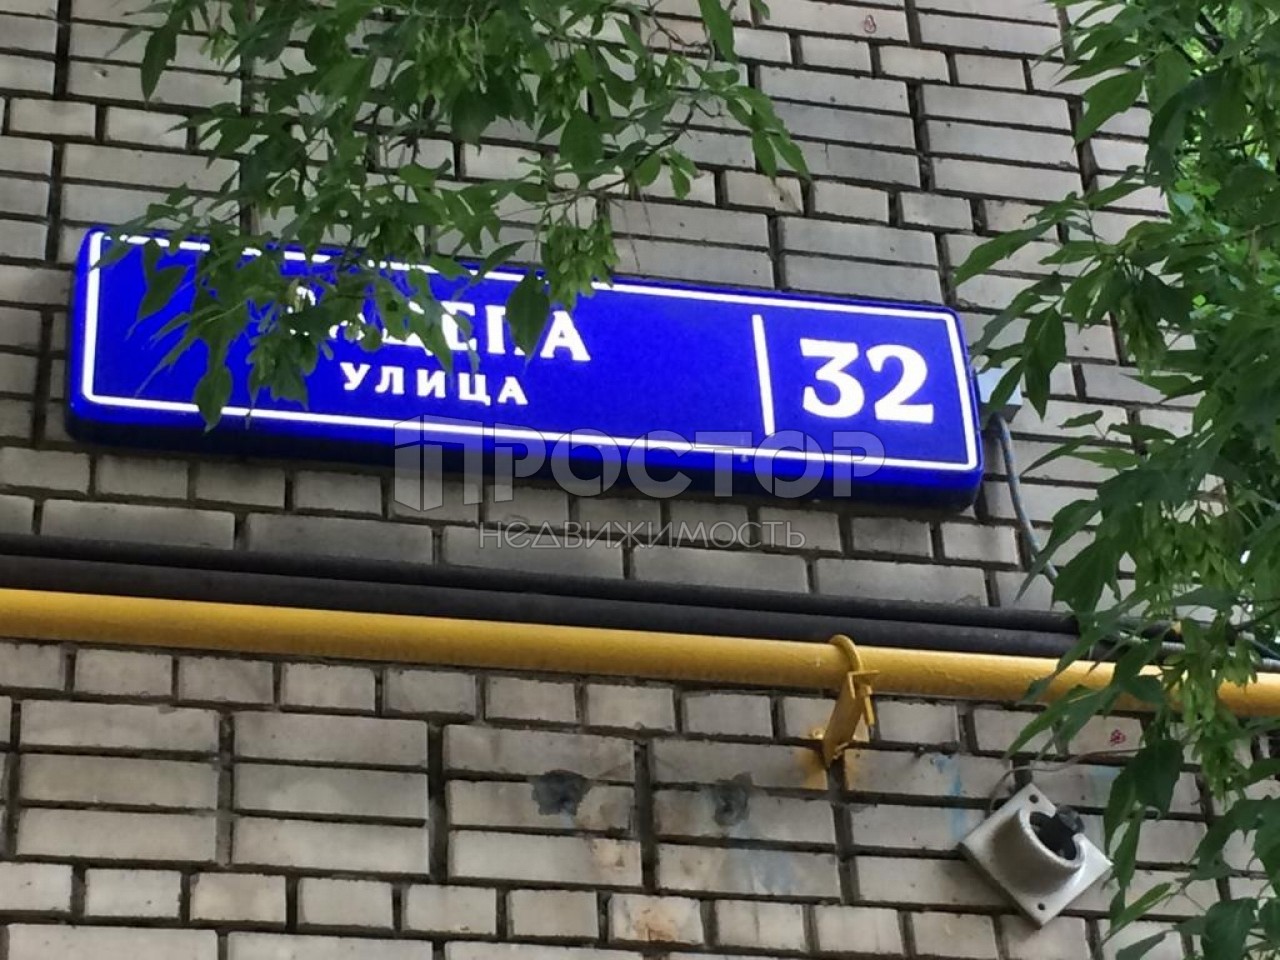 УЛИЦА
32
ПРОСТОР
недвижимость